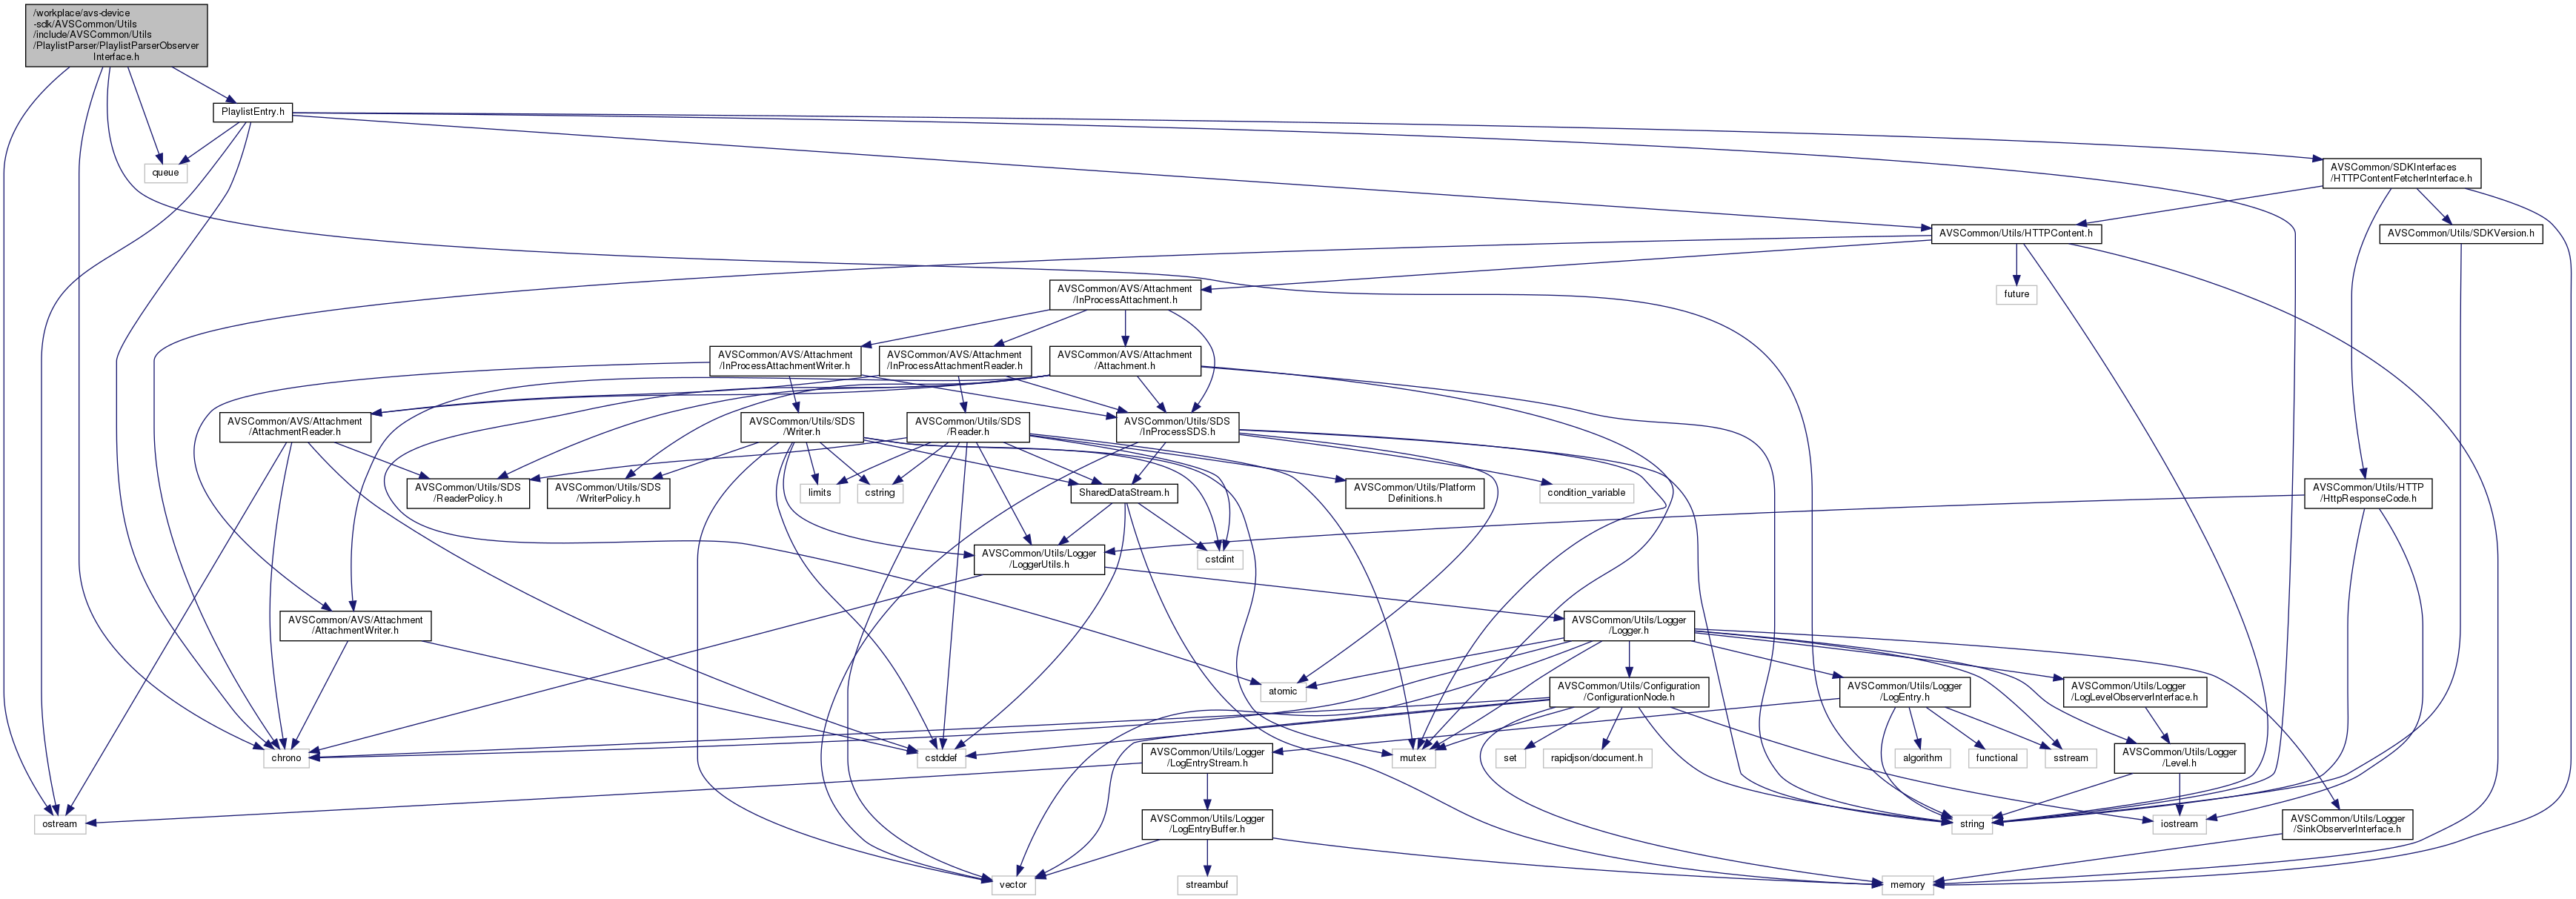 /workplace/avs-device
-sdk/AVSCommon/Utils
/include/AVSCommon/Utils
/PlaylistParser/PlaylistParserObserver
Interface.h
PlaylistEntry.h
queue
AVSCommon/SDKInterfaces
/HTTPContentFetcherInterface.h
AVSCommon/Utils/HTTPContent.h
AVSCommon/Utils/SDKVersion.h
AVSCommon/AVS/Attachment
/InProcessAttachment.h
future
AVSCommon/AVS/Attachment
/InProcessAttachmentWriter.h
AVSCommon/AVS/Attachment
/InProcessAttachmentReader.h
AVSCommon/AVS/Attachment
/Attachment.h
AVSCommon/AVS/Attachment
/AttachmentReader.h
AVSCommon/Utils/SDS
/Writer.h
AVSCommon/Utils/SDS
/Reader.h
AVSCommon/Utils/SDS
/InProcessSDS.h
AVSCommon/Utils/SDS
/ReaderPolicy.h
AVSCommon/Utils/SDS
/WriterPolicy.h
limits
cstring
SharedDataStream.h
AVSCommon/Utils/Platform
Definitions.h
condition_variable
AVSCommon/Utils/HTTP
/HttpResponseCode.h
AVSCommon/Utils/Logger
/LoggerUtils.h
cstdint
AVSCommon/AVS/Attachment
/AttachmentWriter.h
AVSCommon/Utils/Logger
/Logger.h
atomic
AVSCommon/Utils/Configuration
/ConfigurationNode.h
AVSCommon/Utils/Logger
/LogEntry.h
AVSCommon/Utils/Logger
/LogLevelObserverInterface.h
chrono
cstddef
AVSCommon/Utils/Logger
/LogEntryStream.h
mutex
set
rapidjson/document.h
algorithm
functional
sstream
AVSCommon/Utils/Logger
/Level.h
ostream
AVSCommon/Utils/Logger
/LogEntryBuffer.h
string
iostream
AVSCommon/Utils/Logger
/SinkObserverInterface.h
vector
streambuf
memory